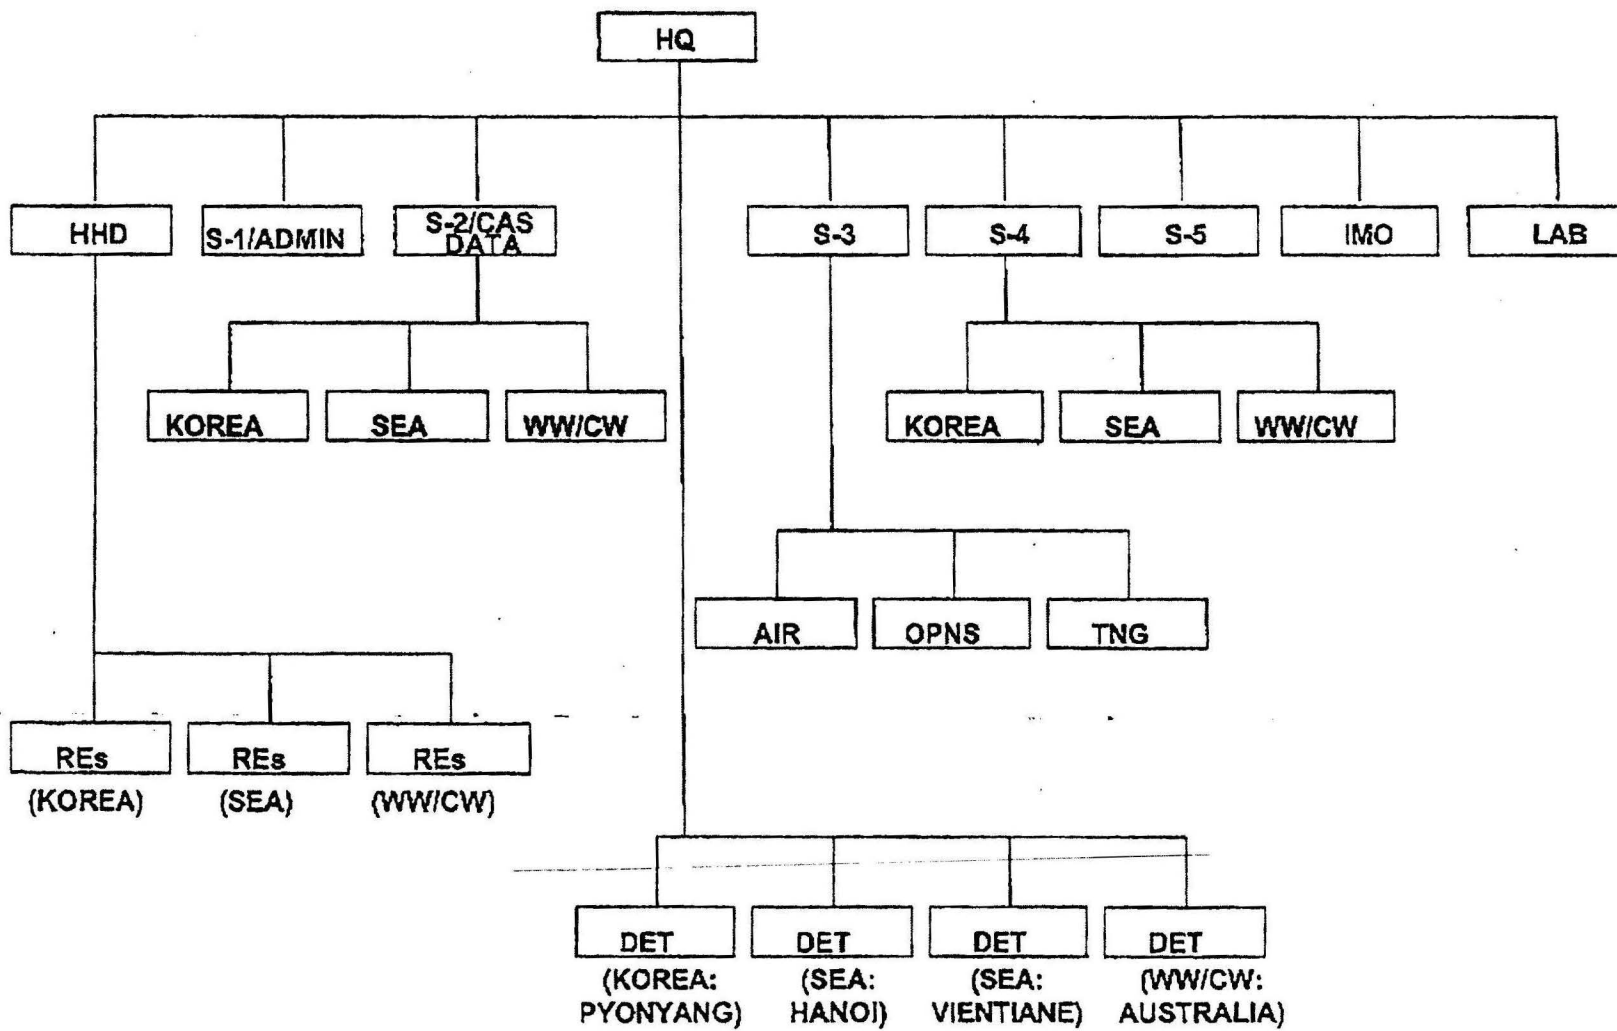 HQ
HHD
S-1/ADMIN
S-2/CAS
DATA
S-3
S-4
S-5
IMO
LAB
KOREA
SEA
WW/CW
KOREA
SEA
WW/CW
AIR
OPNS
TNG
REs
(KOREA)
REs
(SEA)
REs
(WW/CW)
DET
(KOREA:
PYONYANG)
DET
(SEA:
HANOI)
DET
(SEA:
VIENTIANE)
DET
(WW/CW:
AUSTRALIA)